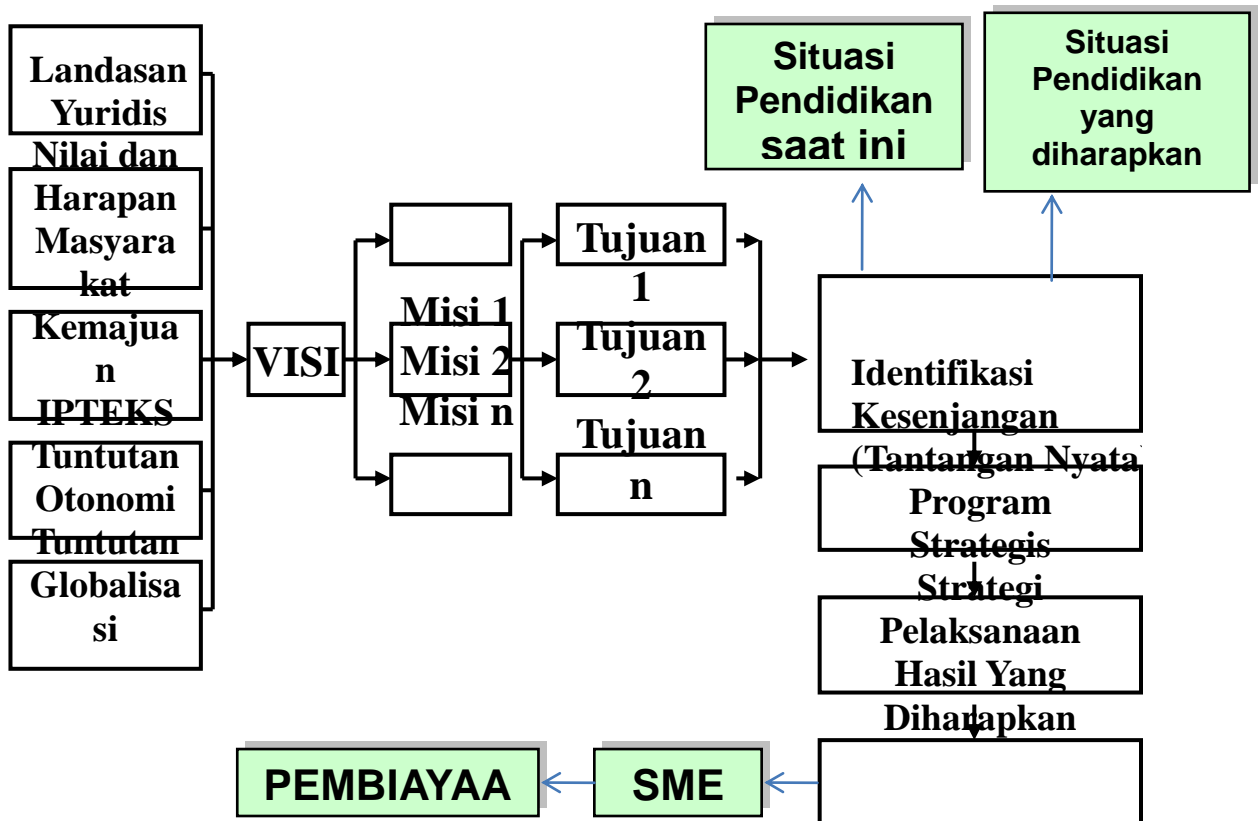 Landasan
Yuridis
Nilai dan
Harapan
Masyara
kat
Kemajua
n
IPTEKS
Tuntutan
Otonomi
Tuntutan
Globalisa
si
VISI
Misi 1
Misi 2
Misi n
Tujuan
1
Tujuan
2
Tujuan
n
Situasi
Pendidikan
saat ini
Situasi
Pendidikan
yang
diharapkan
Identifikasi
Kesenjangan
(Tantangan Nyata)
Program
Strategis
Strategi
Pelaksanaan
Hasil Yang
Diharapkan
SME
PEMBIAYAA